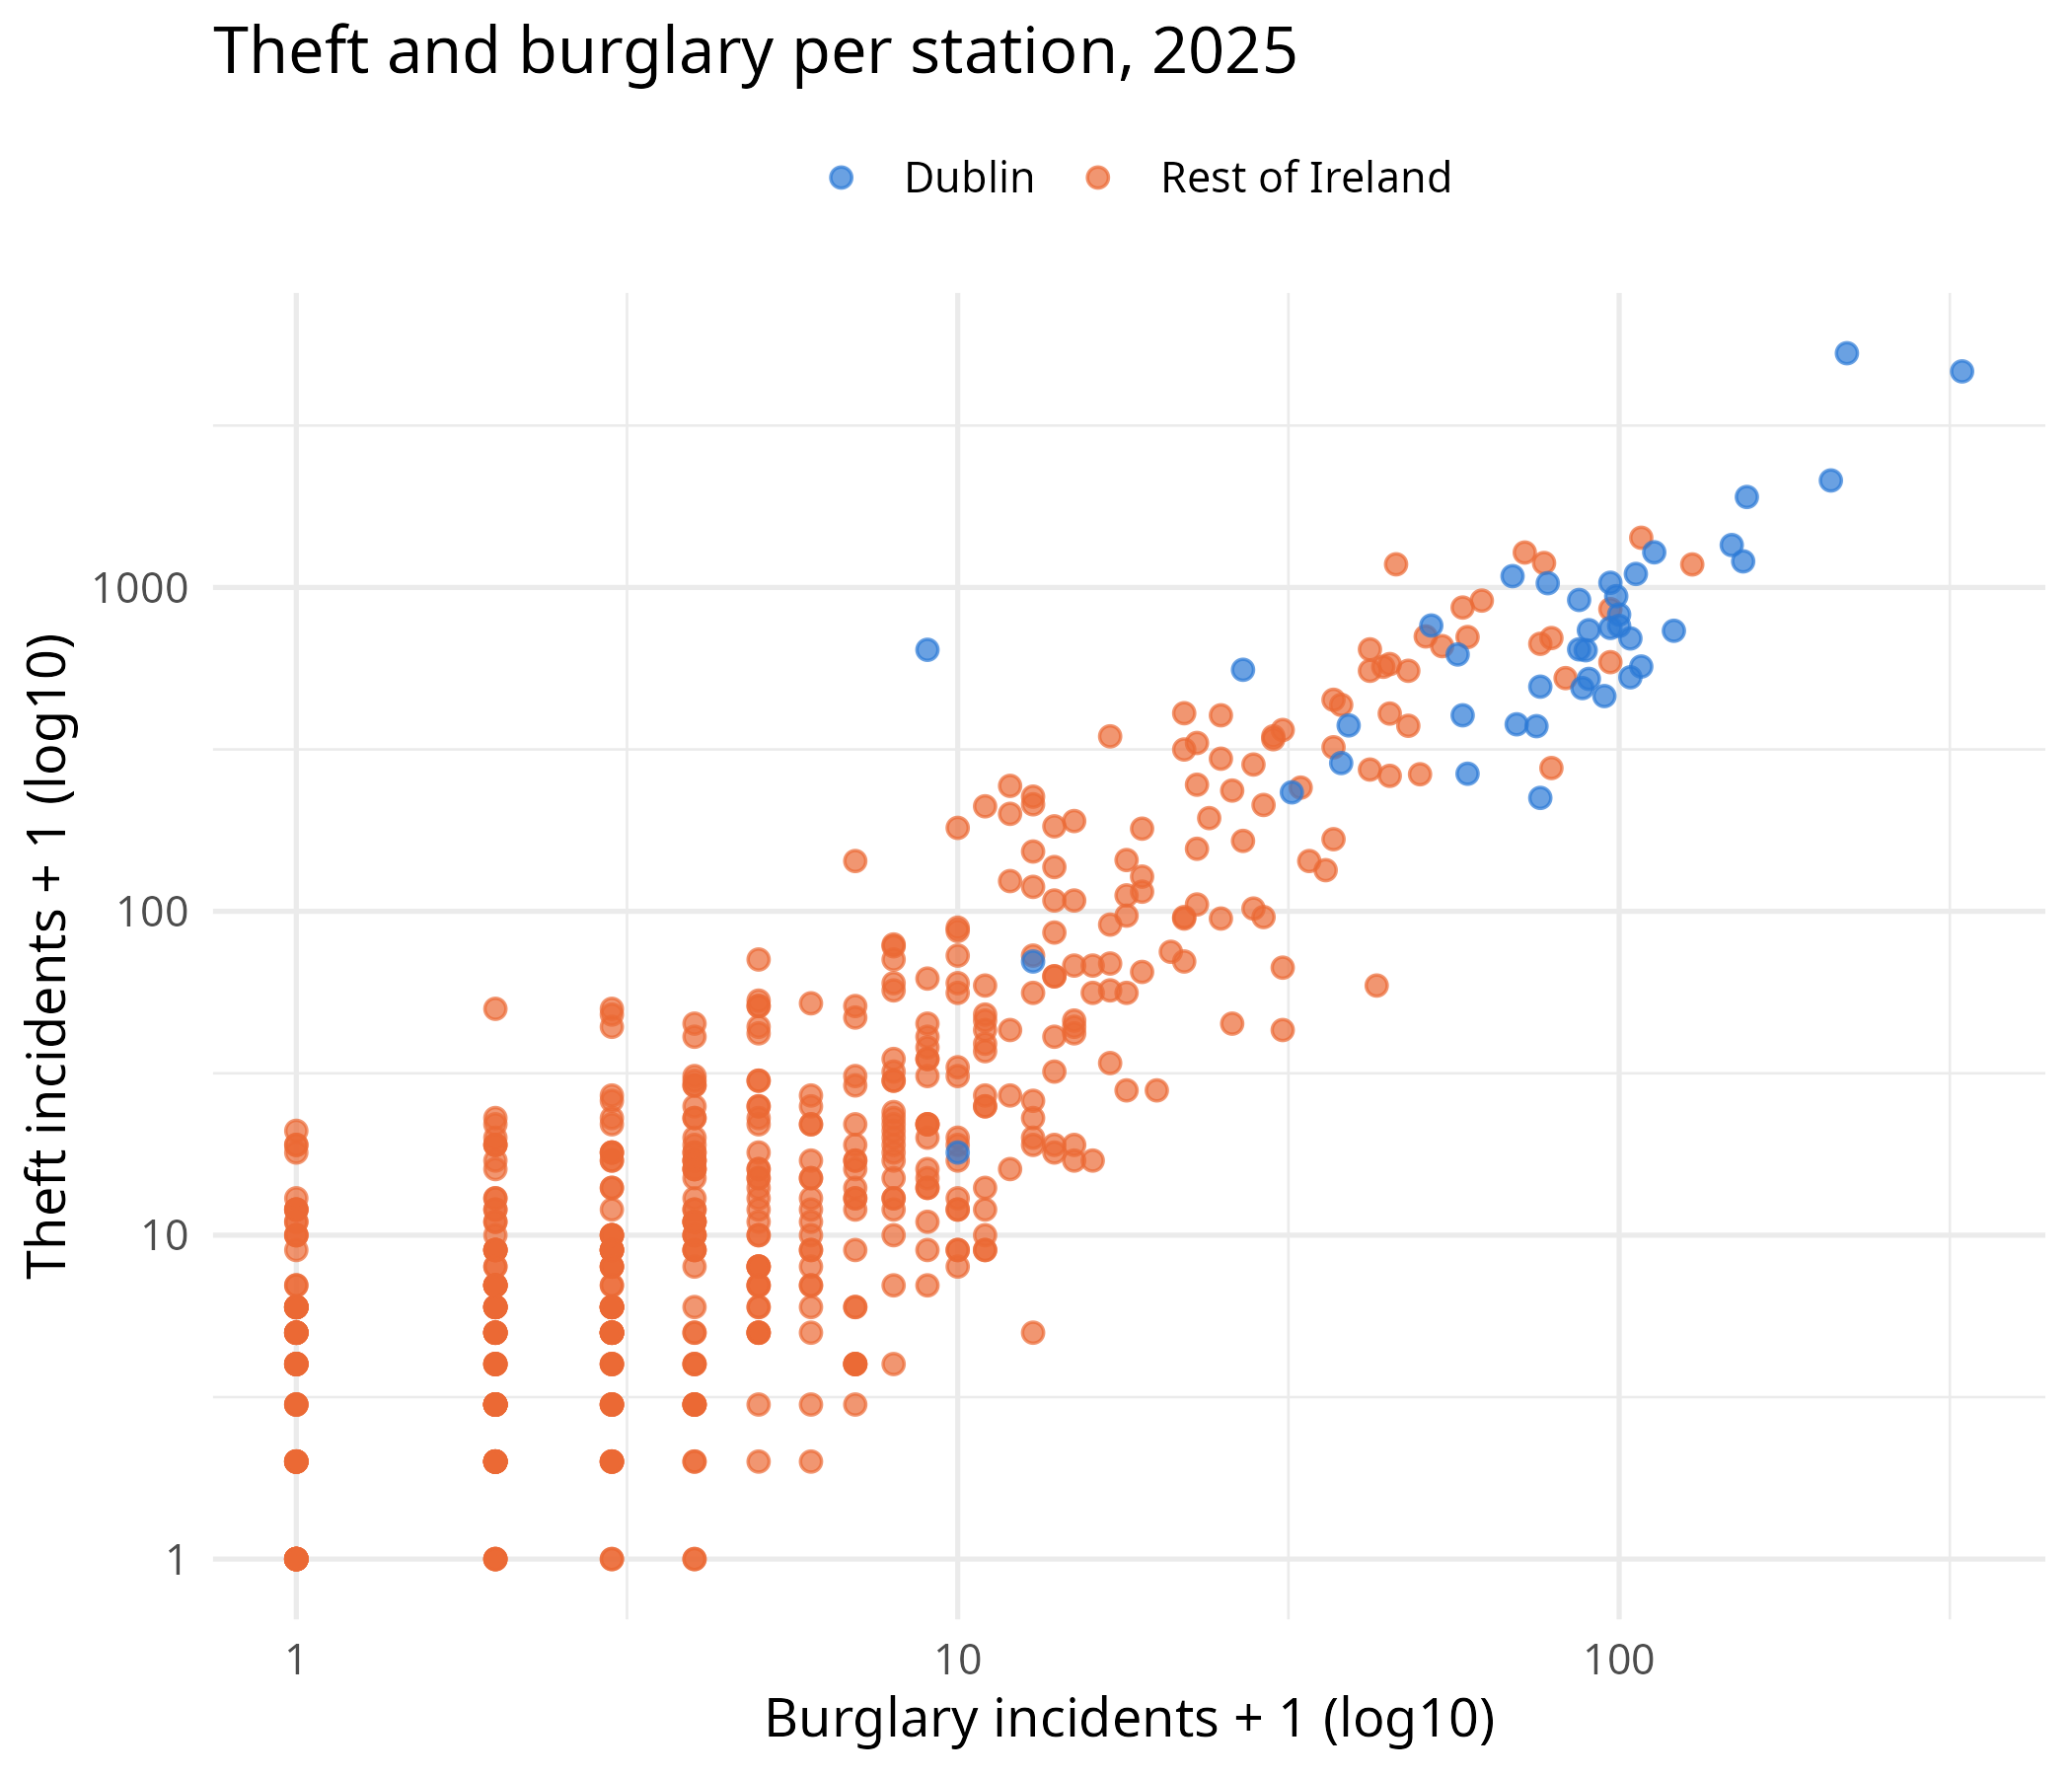 Theft and burglary per station, 2025
Dublin
Rest of Ireland
Theft incidents + 1 (log10)
1000
100
10
1
1
10
100
Burglary incidents + 1 (log10)